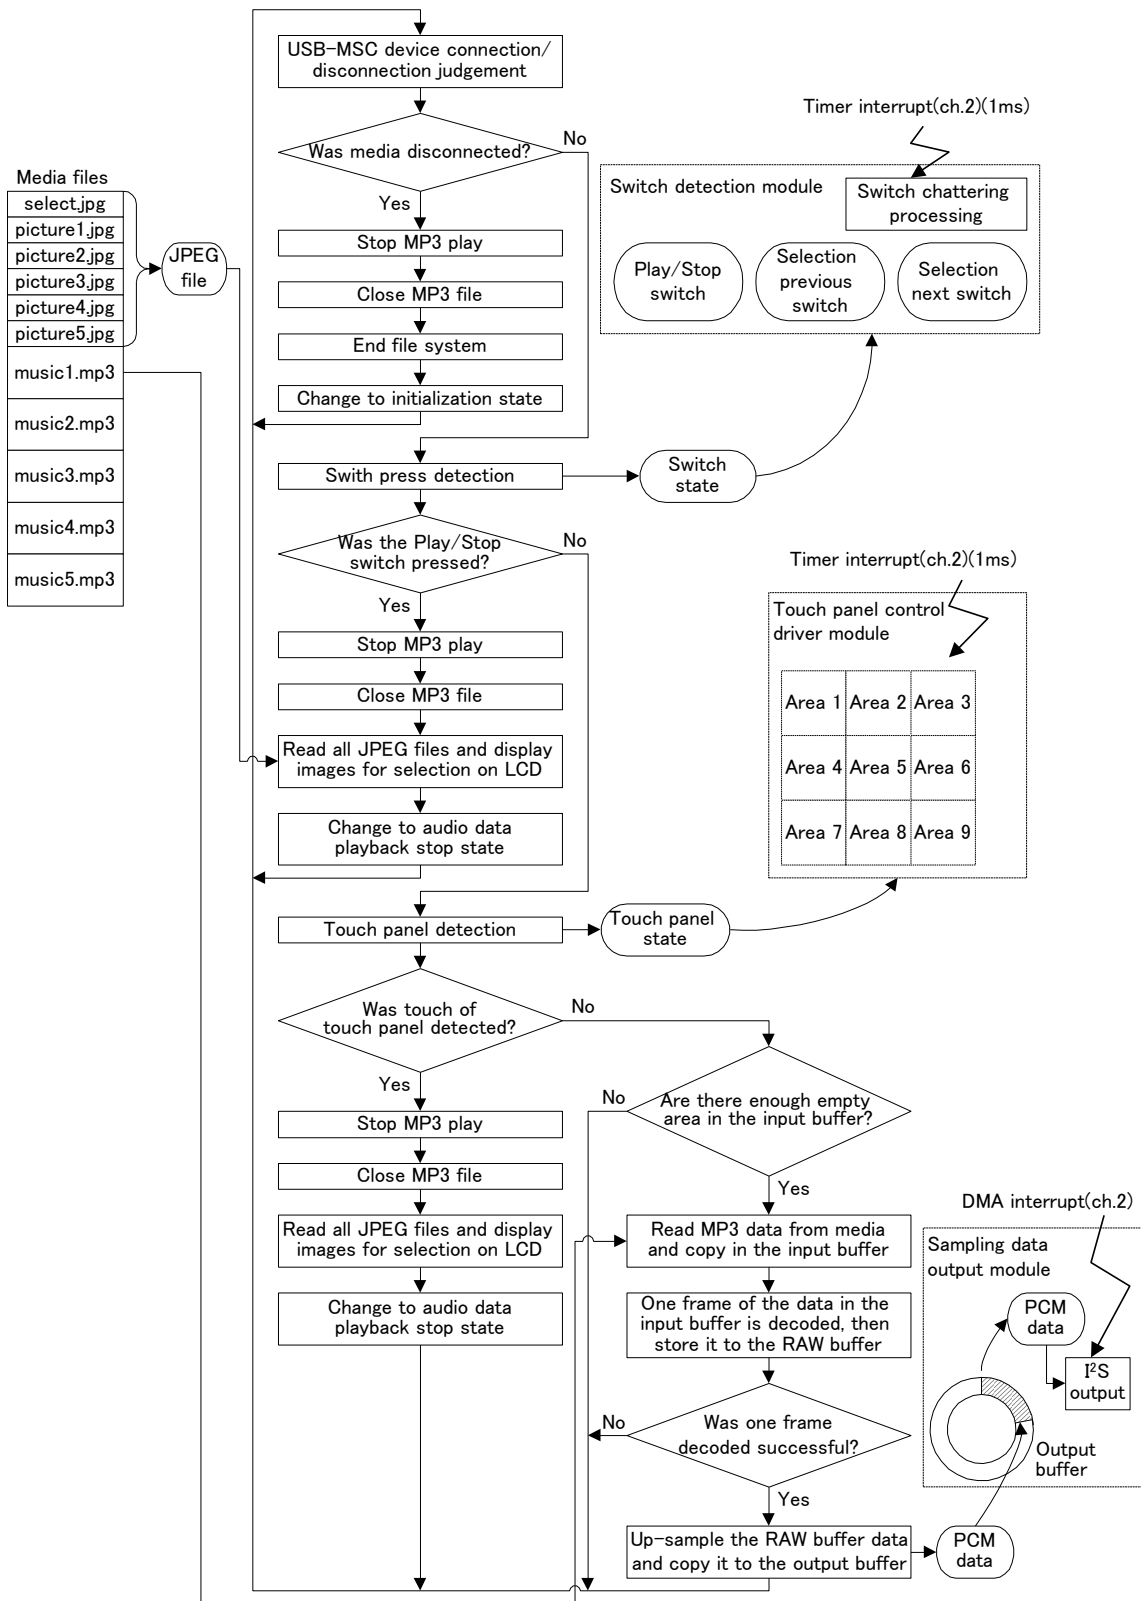 USB-MSC device connection/
disconnection judgement
Was media disconnected?
No
Yes
Stop MP3 play
Close MP3 file
End file system
Change to initialization state
Media files
select.jpg
picture1.jpg
picture2.jpg
picture3.jpg
picture4.jpg
picture5.jpg
music1.mp3
music2.mp3
music3.mp3
music4.mp3
music5.mp3
JPEG
file
Timer interrupt(ch.2)(1ms)
Switch detection module
Switch chattering
processing
Play/Stop
switch
Selection
previous
switch
Selection
next switch
Swith press detection
Switch
state
Was the Play/Stop
switch pressed?
No
Yes
Stop MP3 play
Close MP3 file
Read all JPEG files and display
images for selection on LCD
Change to audio data
playback stop state
Timer interrupt(ch.2)(1ms)
Touch panel control
driver module
Area 1
Area 2
Area 3
Area 4
Area 5
Area 6
Area 7
Area 8
Area 9
Touch panel detection
Touch panel
state
Was touch of
touch panel detected?
No
Yes
Stop MP3 play
Close MP3 file
Read all JPEG files and display
images for selection on LCD
Change to audio data
playback stop state
Are there enough empty
area in the input buffer?
No
Yes
Read MP3 data from media
and copy in the input buffer
One frame of the data in the
input buffer is decoded, then
store it to the RAW buffer
Was one frame
decoded successful?
No
Yes
Up-sample the RAW buffer data
and copy it to the output buffer
PCM
data
DMA interrupt(ch.2)
Sampling data
output module
PCM
data
I²S
output
Output
buffer